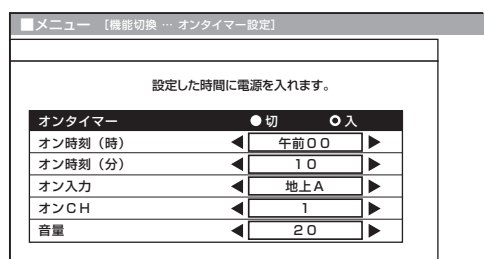 ■メニュー [機能切換 … オンタイマー設定]
設定した時間に電源を入れます。
オンタイマー ●切 ●入
オン時刻（時） ◀ 午前００ ▶
オン時刻（分） ◀ １０ ▶
オン入力 ◀ 地上Ａ ▶
オンＣＨ ◀ １ ▶
音量 ◀ ２０ ▶